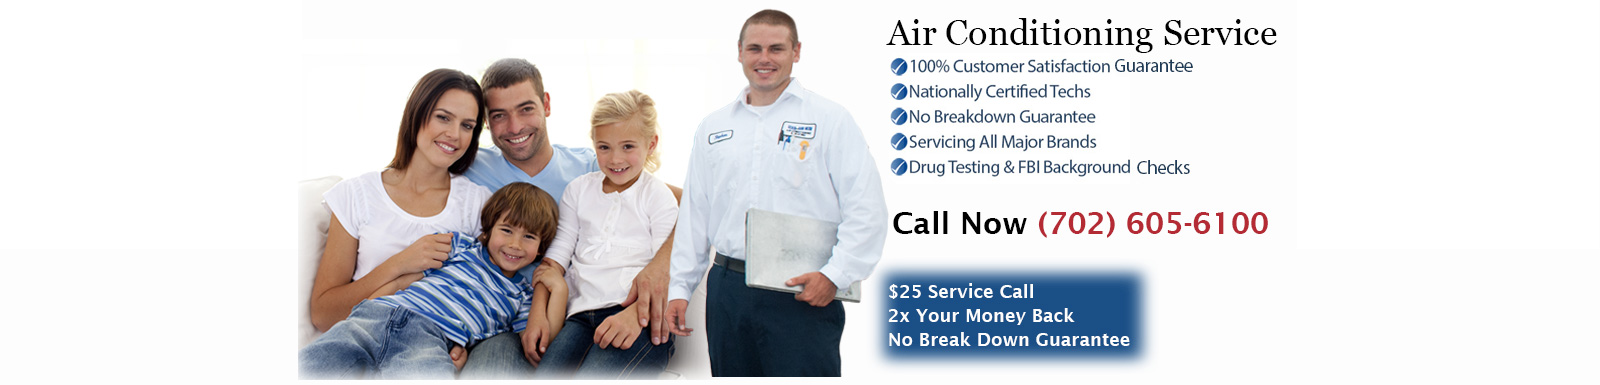 Air Conditioning Service
100% Customer Satisfaction Guarantee
Nationally Certified Techs
No Breakdown Guarantee
Servicing All Major Brands
Drug Testing & FBI Background Checks
Call Now (702) 605-6100
$25 Service Call
2x Your Money Back
No Break Down Guarantee